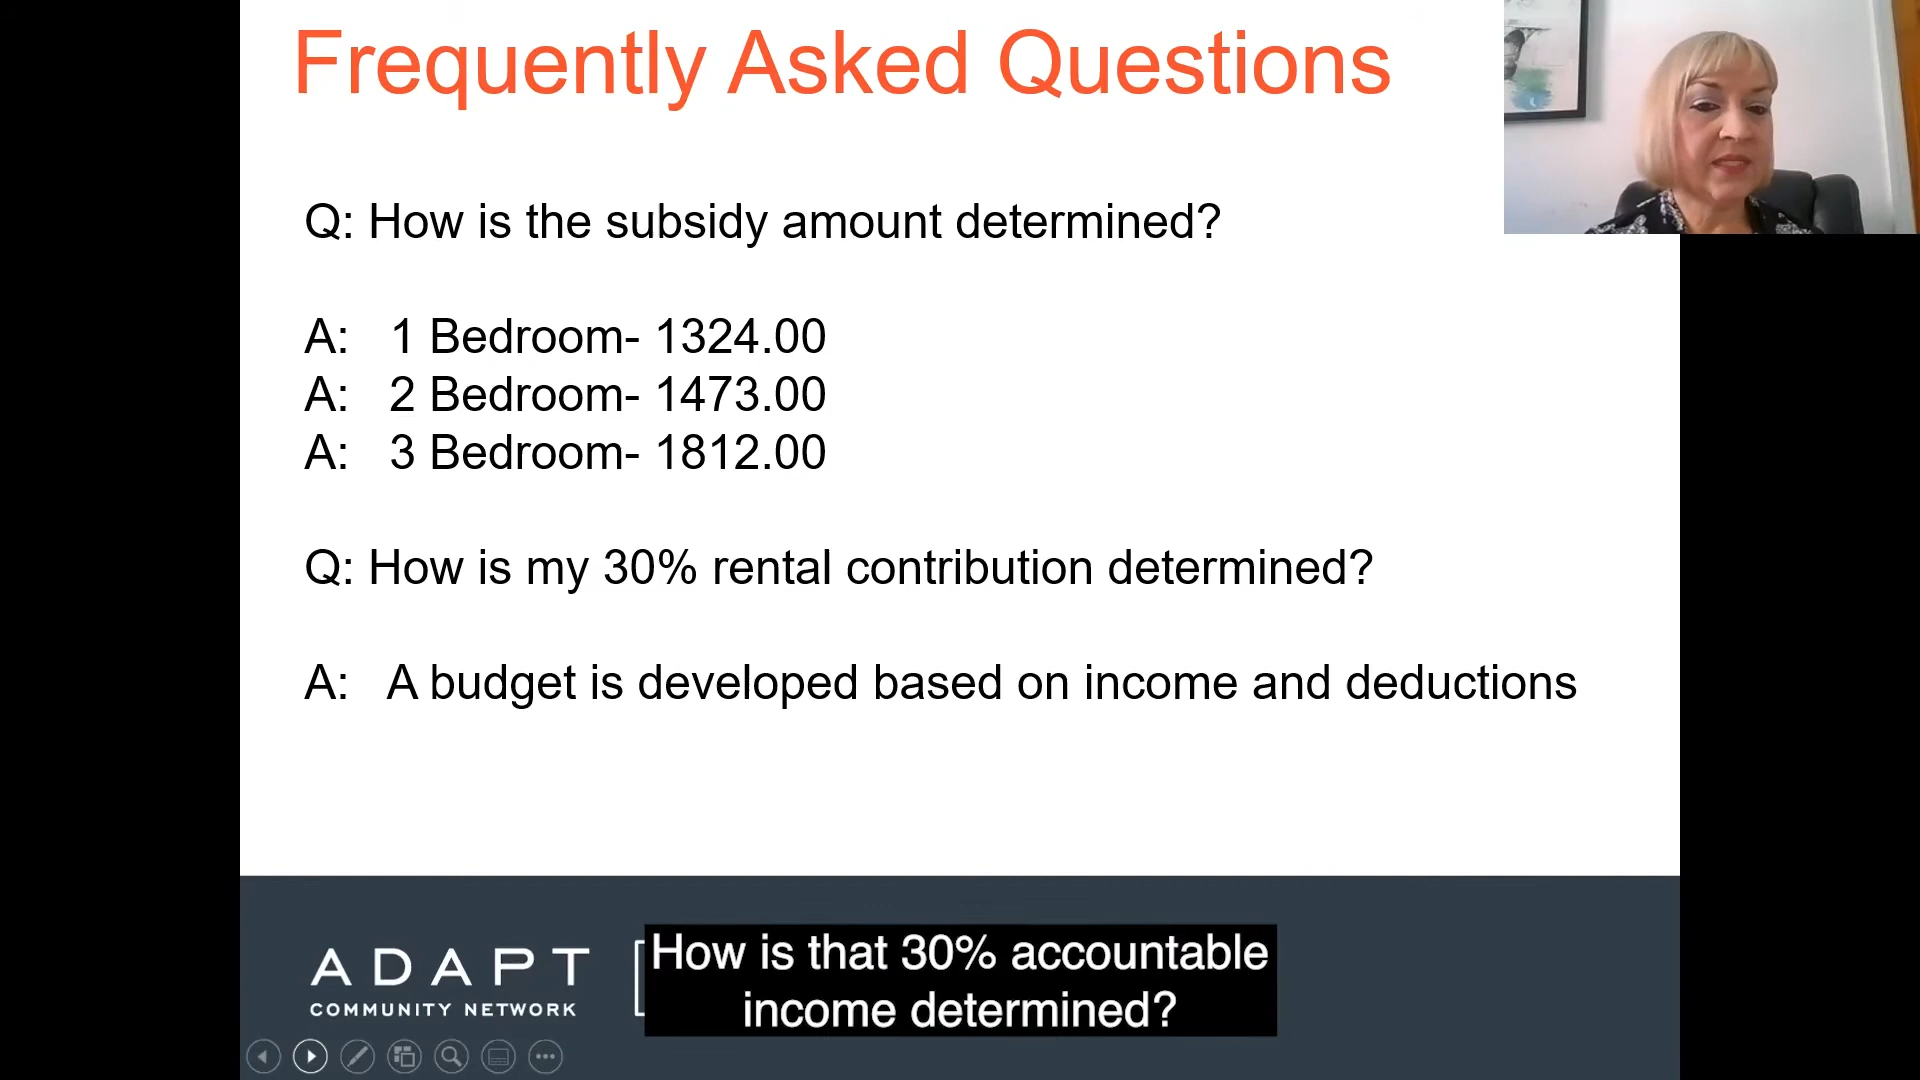 Frequently Asked Questions
Q: How is the subsidy amount determined?
A: 1 Bedroom- 1324.00
A: 2 Bedroom- 1473.00
A: 3 Bedroom- 1812.00
Q: How is my 30% rental contribution determined?
A: A budget is developed based on income and deductions
ADAPT
COMMUNITY NETWORK
How is that 30% accountable
income determined?